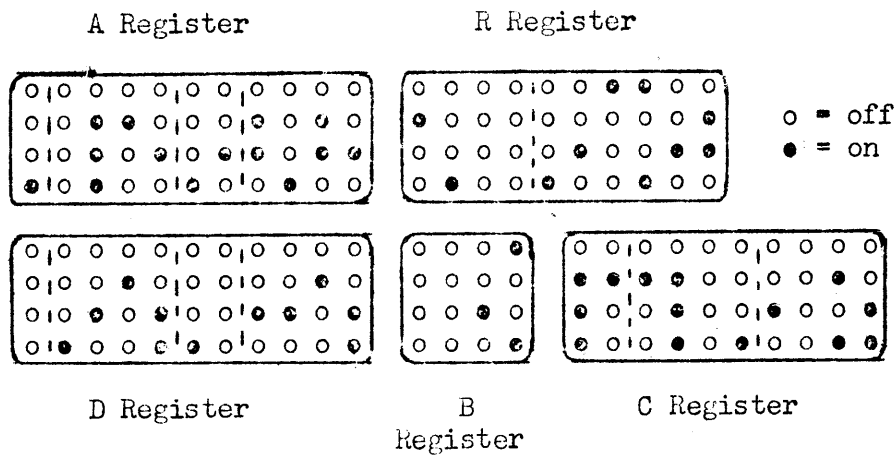 A Register
R Register
o = off
● = on
D Register
B
Register
C Register